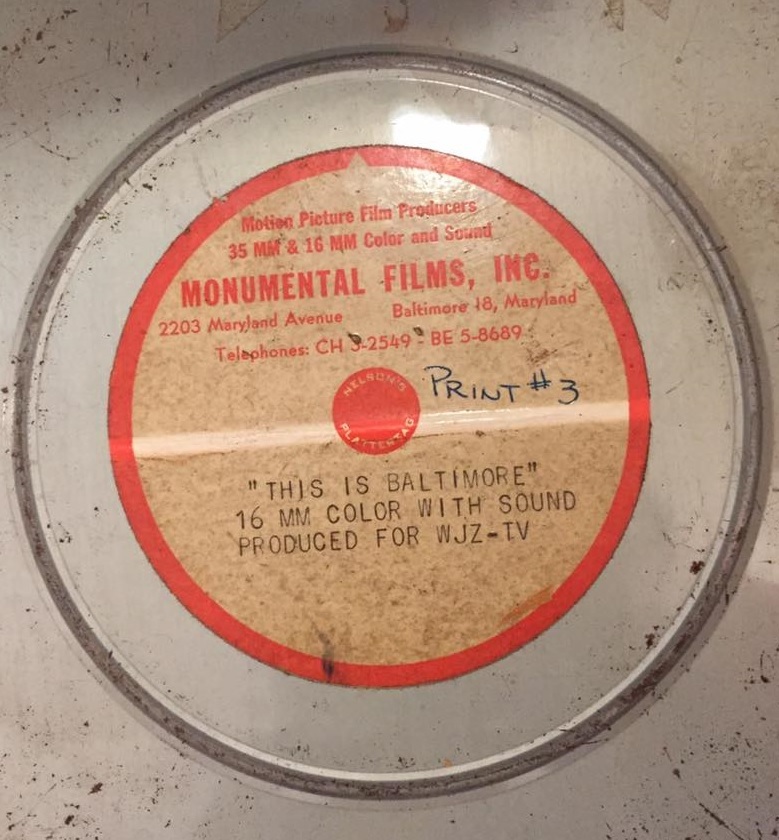 Motion Picture Film Producers
35 MM & 16 MM Color and Sound
MONUMENTAL FILMS, INC.
2203 Maryland Avenue Baltimore 18, Maryland
Telephones: CH 3-2549 - BE 5-8689
PRINT #3
NELSON'S
PLATTERTAG
"THIS IS BALTIMORE"
16 MM COLOR WITH SOUND
PRODUCED FOR WJZ-TV